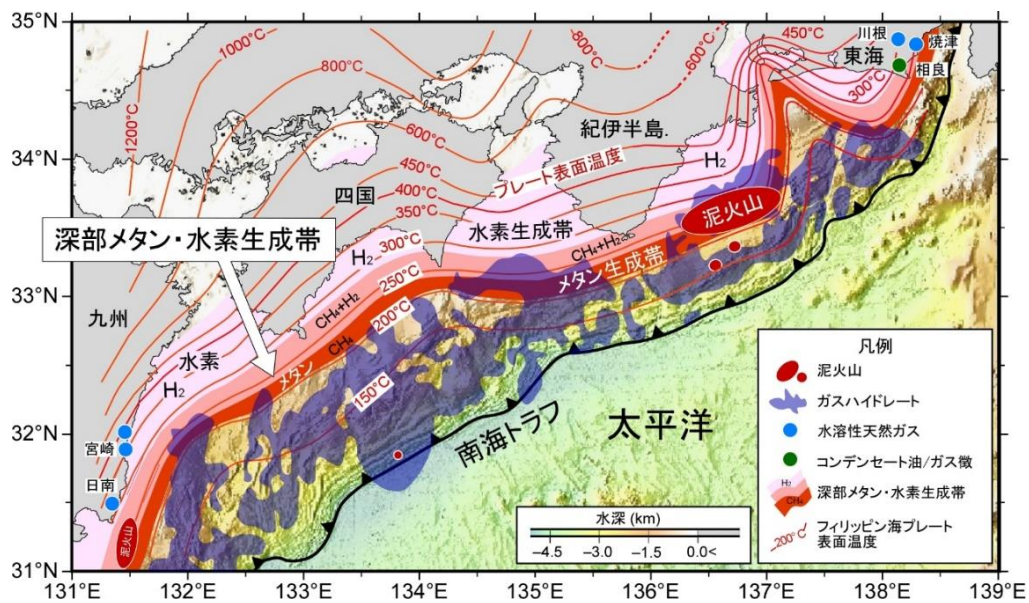 35°N
34°N
33°N
32°N
31°N
131°E
132°E
133°E
134°E
135°E
136°E
137°E
138°E
139°E
1000°C
800°C
800°C
600°C
1200°C
600°C
450°C
400°C
350°C
300°C
250°C
200°C
150°C
450°C
300°C
川根
焼津
東海
相良
紀伊半島.
プレート表面温度
四国
九州
H₂
泥火山
水素生成帯
CH₄+H₂
メタン生成帯
深部メタン・水素生成帯
H₂
CH₄+H₂
CH₄
メタン
水素
H₂
宮崎
日南
泥火山
南海トラフ
太平洋
水深 (km)
−4.5
−3.0
−1.5
0.0<
凡例
泥火山
ガスハイドレート
水溶性天然ガス
コンデンセート油/ガス徴
H₂
CH₄
深部メタン・水素生成帯
200°C
フィリッピン海プレート
表面温度